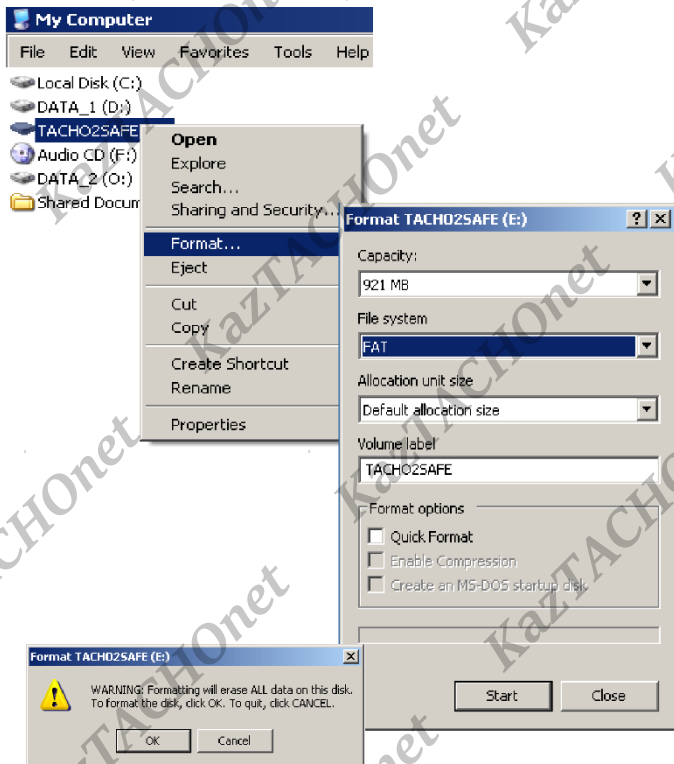 My Computer
File Edit View Favorites Tools Help
Local Disk (C:)
DATA_1 (D:)
TACHO2SAFE
Audio CD (F:)
DATA_2 (O:)
Shared Docum
Open
Explore
Search...
Sharing and Security...
Format...
Eject
Cut
Copy
Create Shortcut
Rename
Properties
Format TACHO2SAFE (E:)
Capacity:
921 MB
File system
FAT
Allocation unit size
Default allocation size
Volume label
TACHO2SAFE
Format options
Quick Format
Enable Compression
Create an MS-DOS startup disk
Start Close
Format TACHO2SAFE (E:)
WARNING: Formatting will erase ALL data on this disk.
To format the disk, click OK. To quit, click CANCEL.
OK Cancel
KazTACHOnet